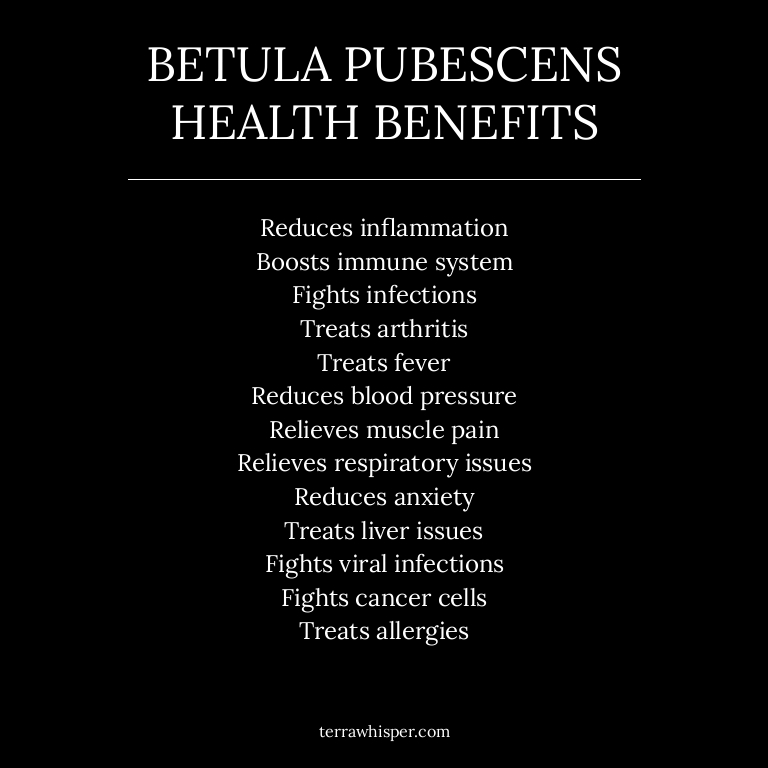 BETULA PUBESCENS
HEALTH BENEFITS
Reduces inflammation
Boosts immune system
Fights infections
Treats arthritis
Treats fever
Reduces blood pressure
Relieves muscle pain
Relieves respiratory issues
Reduces anxiety
Treats liver issues
Fights viral infections
Fights cancer cells
Treats allergies
terrawhisper.com